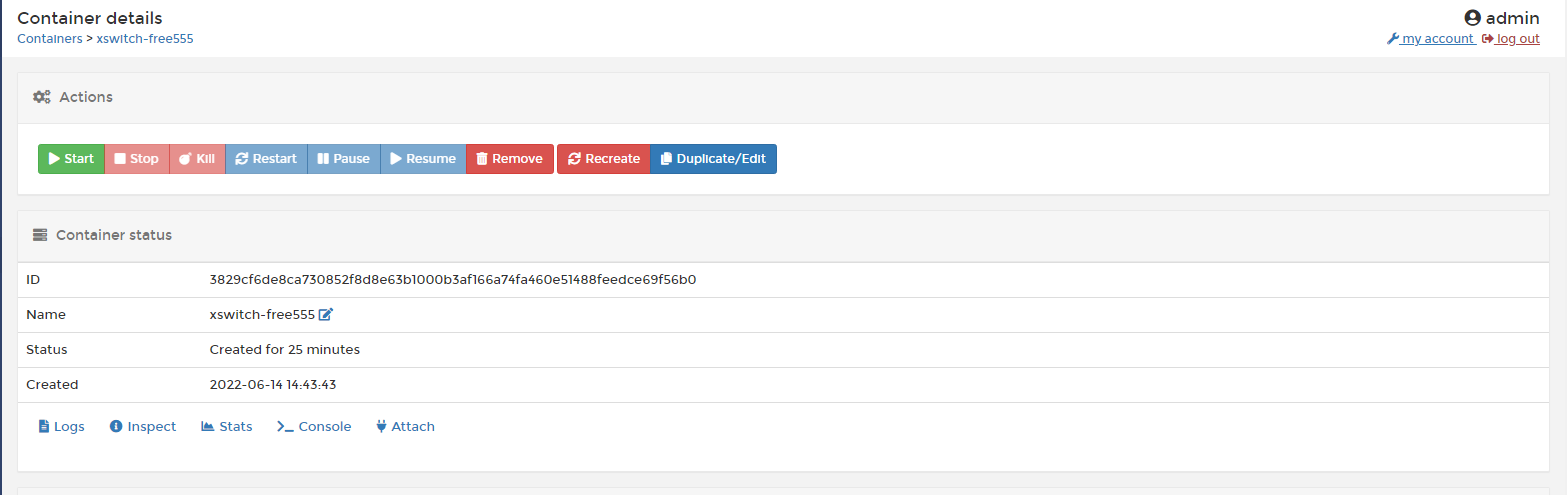 Container details
admin
Containers > xswitch-free555
my account log out
Actions
Start Stop Kill Restart Pause Resume Remove Recreate Duplicate/Edit
Container status
ID 3829cf6de8ca730852f8d8e63b1000b3af166a74fa460e51488feedce69f56b0
Name xswitch-free555
Status Created for 25 minutes
Created 2022-06-14 14:43:43
Logs Inspect Stats Console Attach